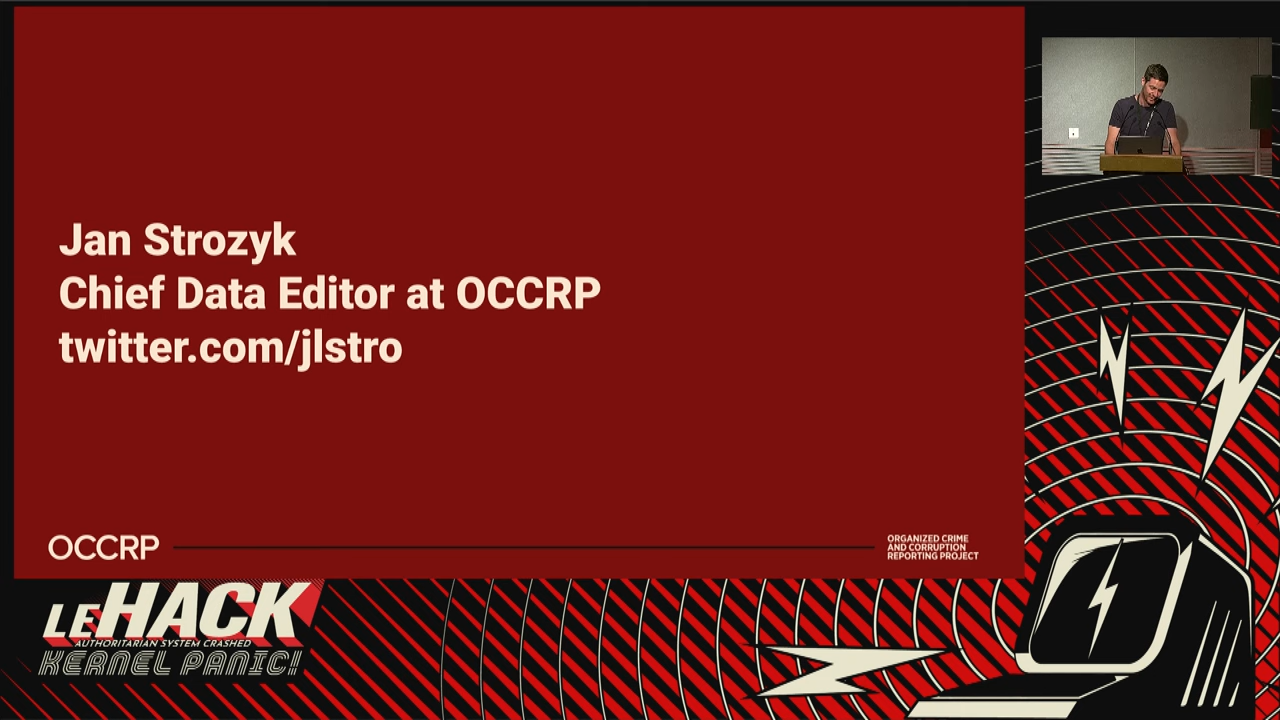 Jan Strozyk
Chief Data Editor at OCCRP
twitter.com/jlstro
OCCRP
ORGANIZED CRIME
AND CORRUPTION
REPORTING PROJECT
LEHACK
AUTHORITARIAN SYSTEM CRASHED
KERNEL PANIC!